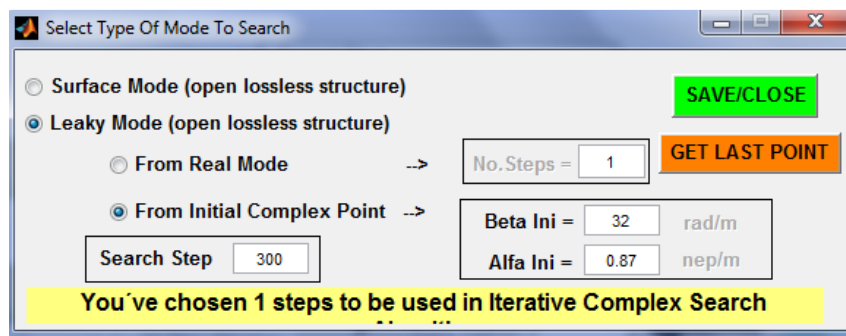 Select Type Of Mode To Search
Surface Mode (open lossless structure)
SAVE/CLOSE
Leaky Mode (open lossless structure)
From Real Mode --> No.Steps = 1
GET LAST POINT
From Initial Complex Point --> Beta Ini = 32 rad/m
Search Step 300
Alfa Ini = 0.87 nep/m
You´ve chosen 1 steps to be used in Iterative Complex Search